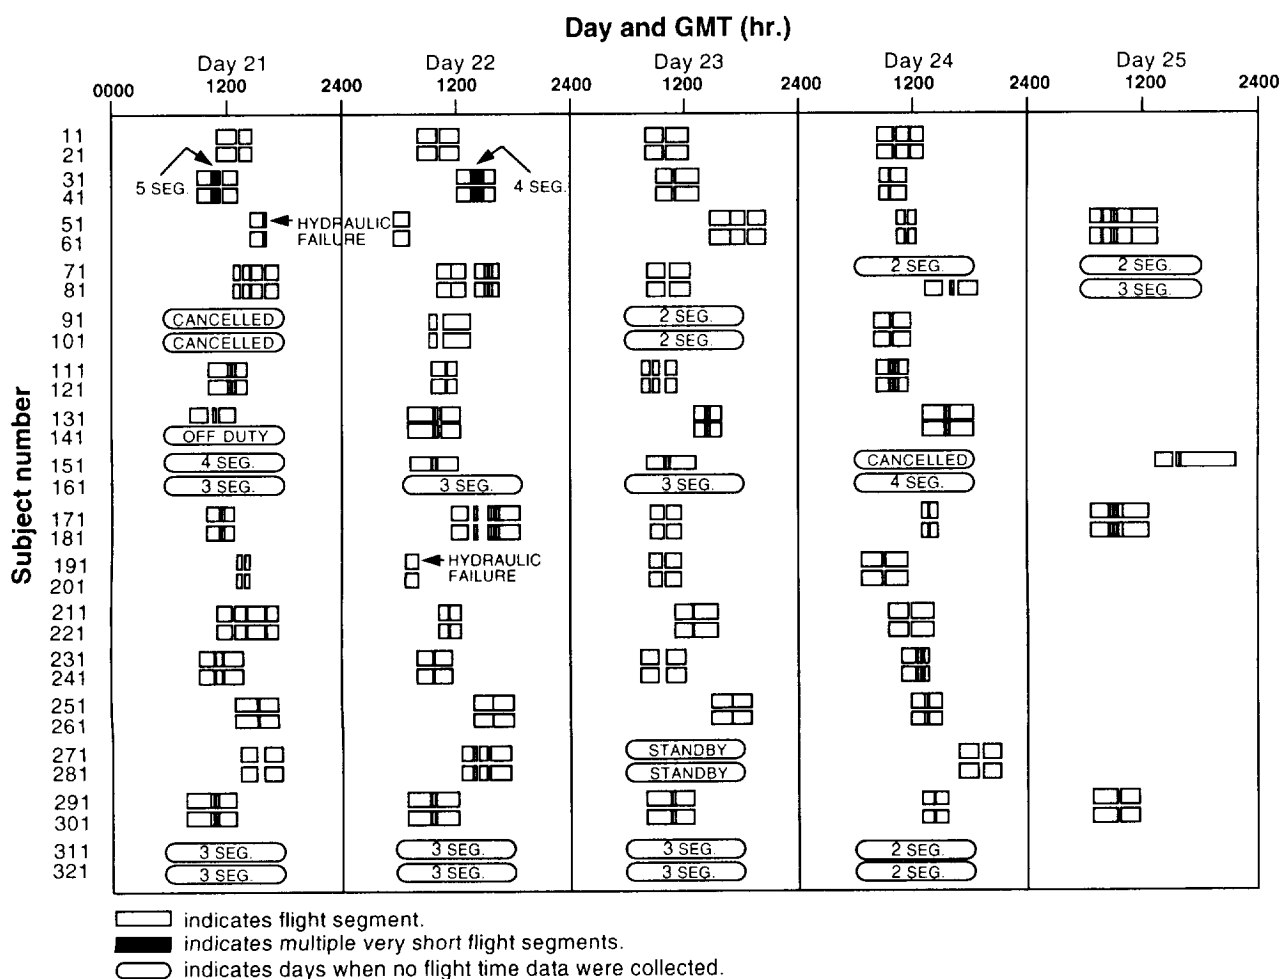 Day and GMT (hr.)
Day 21 Day 22 Day 23 Day 24 Day 25
0000 1200 2400 1200 2400 1200 2400 1200 2400 1200 2400
Subject number
11
21
31
5 SEG. 4 SEG.
41
51 HYDRAULIC
61 FAILURE
71 2 SEG. 2 SEG.
81 3 SEG.
91 CANCELLED 2 SEG.
101 CANCELLED 2 SEG.
111
121
131
141 OFF DUTY
151 4 SEG. CANCELLED
161 3 SEG. 3 SEG. 3 SEG. 4 SEG.
171
181
191 HYDRAULIC
201 FAILURE
211
221
231
241
251
261
271 STANDBY
281 STANDBY
291
301
311 3 SEG. 3 SEG. 3 SEG. 2 SEG.
321 3 SEG. 3 SEG. 3 SEG. 2 SEG.
indicates flight segment.
indicates multiple very short flight segments.
indicates days when no flight time data were collected.